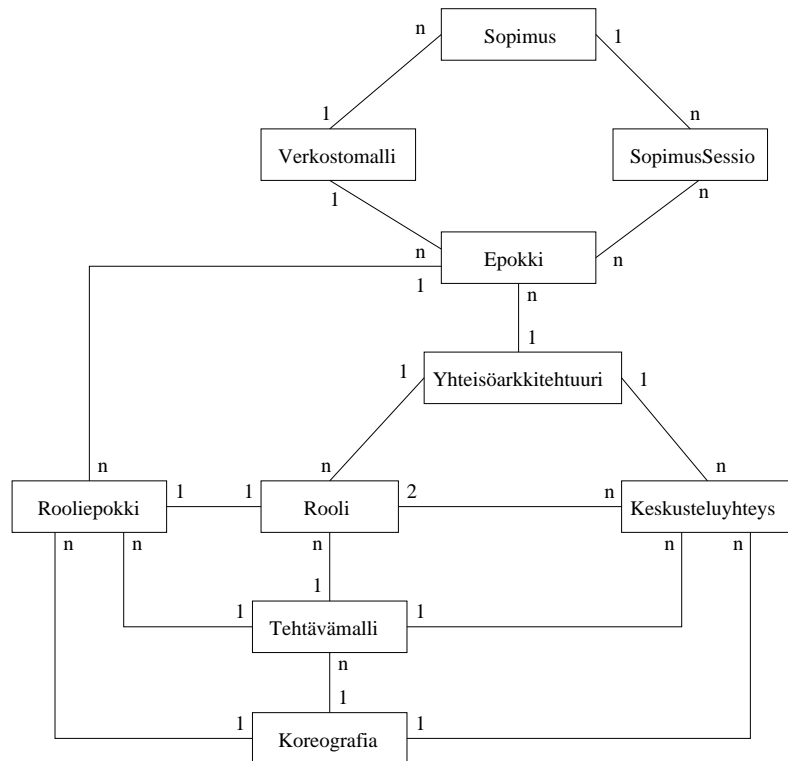 n
Sopimus
1
1
n
Verkostomalli
SopimusSessio
1
n
n
Epokki
n
1
n
1
1
Yhteisöarkkitehtuuri
1
n
n
n
1
1
2
n
Rooliepokki
Rooli
Keskusteluyhteys
n
n
n
n
n
1
1
1
Tehtävämalli
n
1
1
1
Koreografia